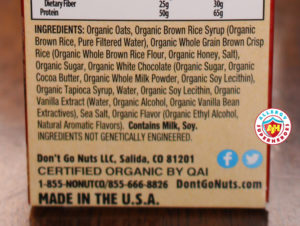 Dietary Fiber 25g 30g
Protein 50g 65g
INGREDIENTS: Organic Oats, Organic Brown Rice Syrup (Organic
Brown Rice, Pure Filtered Water), Organic Whole Grain Brown Crisp
Rice (Organic Whole Brown Rice Flour, Organic Honey, Salt),
Organic Sugar, Organic White Chocolate (Organic Sugar, Organic
Cocoa Butter, Organic Whole Milk Powder, Organic Soy Lecithin),
Organic Tapioca Syrup, Water, Organic Soy Lecithin, Organic
Vanilla Extract (Water, Organic Alcohol, Organic Vanilla Bean
Extractives), Sea Salt, Organic Flavor (Organic Ethyl Alcohol,
Natural Aromatic Flavors). Contains Milk, Soy.
INGREDIENTS NOT GENETICALLY ENGINEERED.
Don't Go Nuts LLC, Salida, CO 81201
CERTIFIED ORGANIC BY QAI
1-855-NONUTCO/855-666-8826 DontGoNuts.com
MADE IN THE U.S.A.